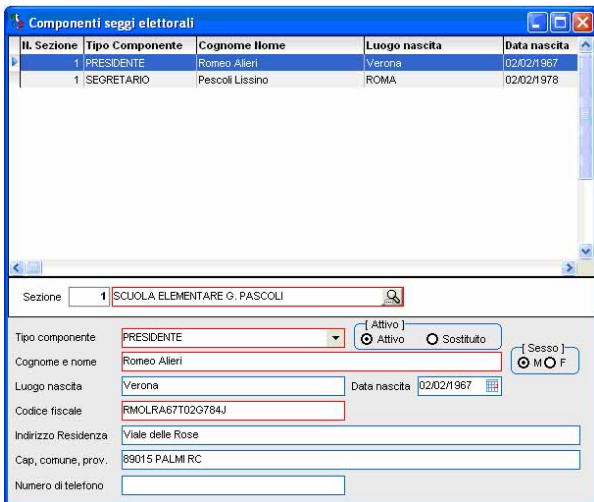 Componenti seggi elettorali
N. Sezione Tipo Componente Cognome Nome Luogo nascita Data nascita
1 PRESIDENTE Romeo Alieri Verona 02/02/1967
1 SEGRETARIO Pescoli Lissino ROMA 02/02/1978
Sezione 1 SCUOLA ELEMENTARE G. PASCOLI
Tipo componente PRESIDENTE [ Attivo ] Attivo Sostituito
Cognome e nome Romeo Alieri [ Sesso ] M F
Luogo nascita Verona Data nascita 02/02/1967
Codice fiscale RMOLRA67T02G784J
Indirizzo Residenza Viale delle Rose
Cap, comune, prov. 89015 PALMI RC
Numero di telefono